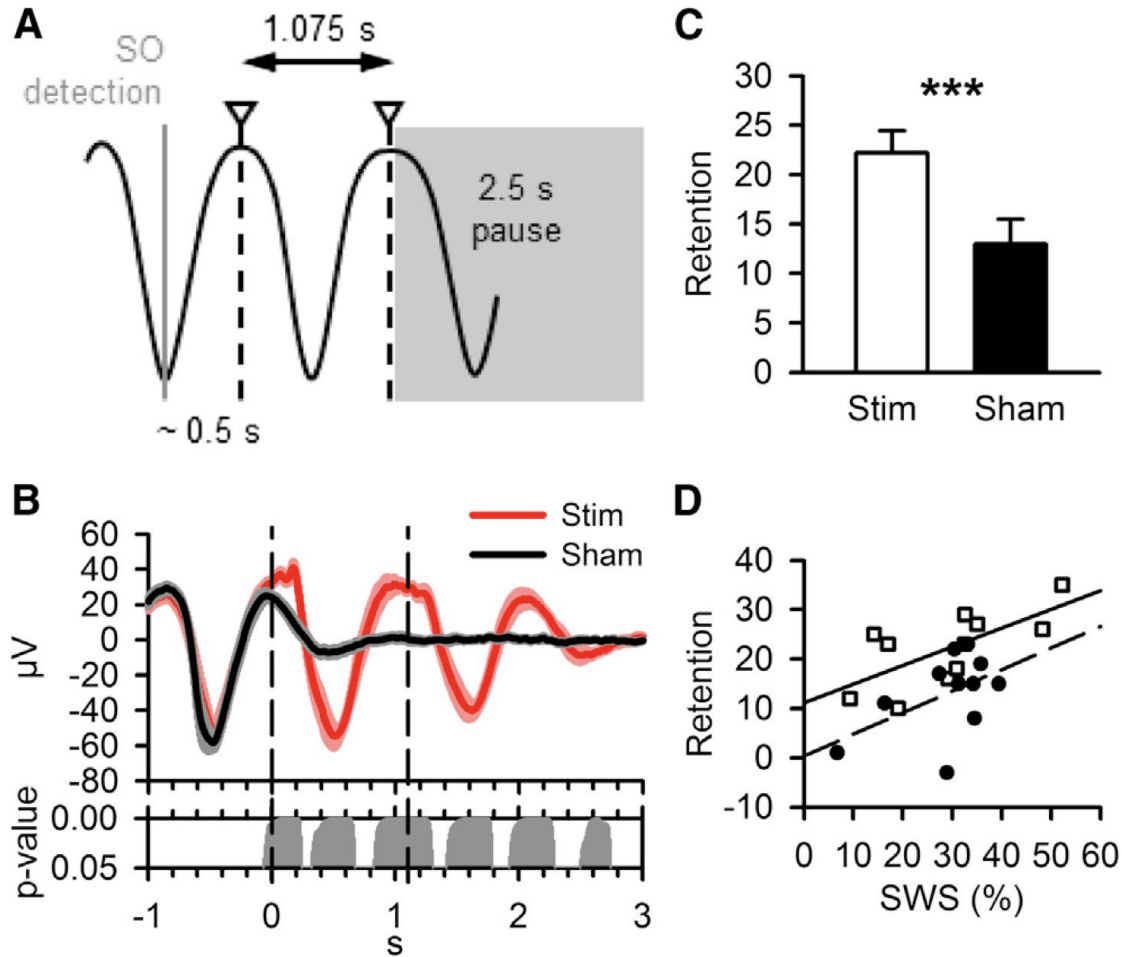 A
SO
detection
1.075 s
2.5 s
pause
~ 0.5 s
B
Stim
Sham
60
40
20
0
-20
-40
-60
-80
µV
0.00
0.05
p-value
-1 0 1 2 3
s
C
***
30
25
20
15
10
5
0
Retention
Stim Sham
D
40
30
20
10
0
-10
Retention
0 10 20 30 40 50 60
SWS (%)